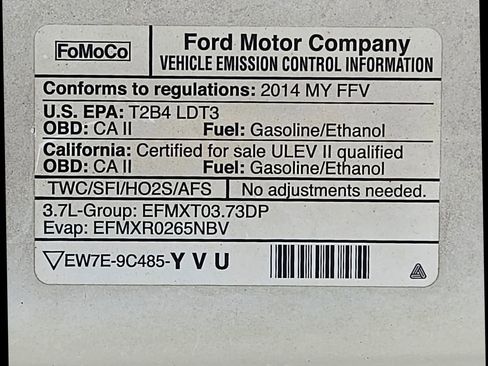 FoMoCo
Ford Motor Company
VEHICLE EMISSION CONTROL INFORMATION
Conforms to regulations: 2014 MY FFV
U.S. EPA: T2B4 LDT3
OBD: CA II Fuel: Gasoline/Ethanol
California: Certified for sale ULEV II qualified
OBD: CA II Fuel: Gasoline/Ethanol
TWC/SFI/HO2S/AFS No adjustments needed.
3.7L-Group: EFMXT03.73DP
Evap: EFMXR0265NBV
EW7E-9C485-Y V U